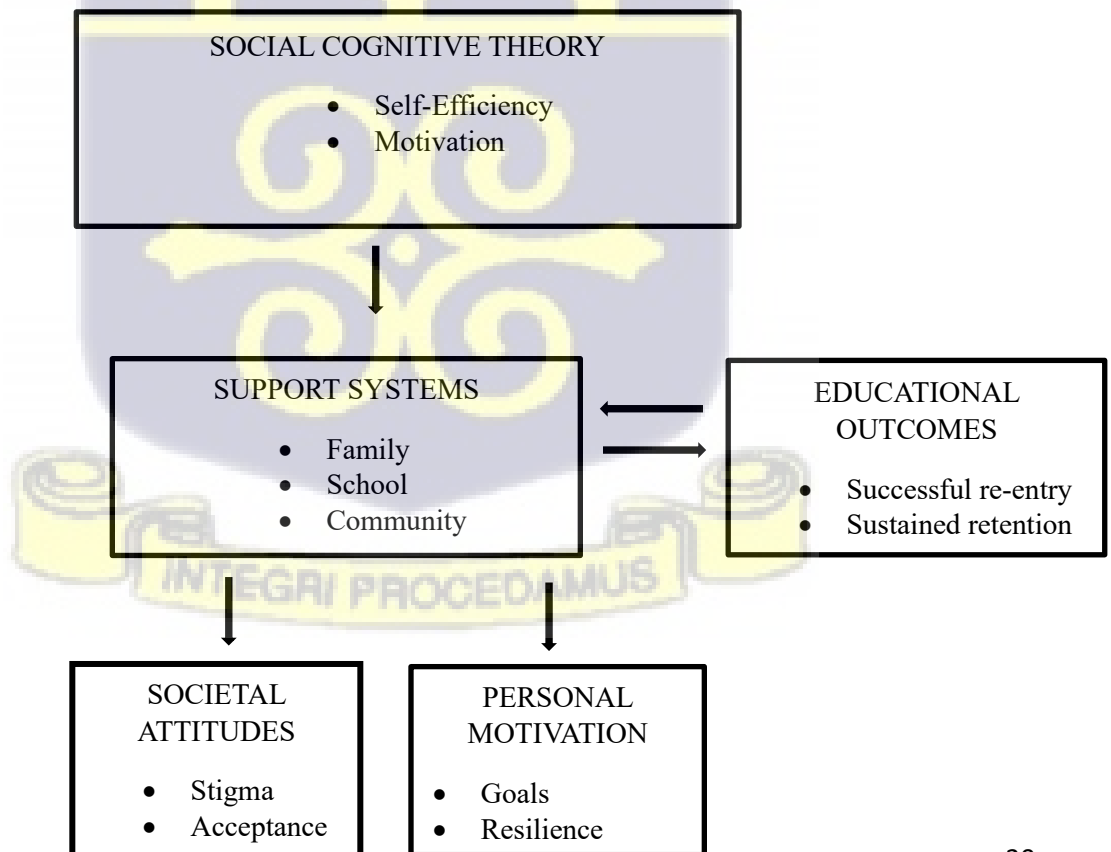 SOCIAL COGNITIVE THEORY
• Self-Efficiency
• Motivation
SUPPORT SYSTEMS
• Family
• School
• Community
EDUCATIONAL
OUTCOMES
• Successful re-entry
• Sustained retention
INTEGRI PROCEDAMUS
SOCIETAL
ATTITUDES
• Stigma
• Acceptance
PERSONAL
MOTIVATION
• Goals
• Resilience